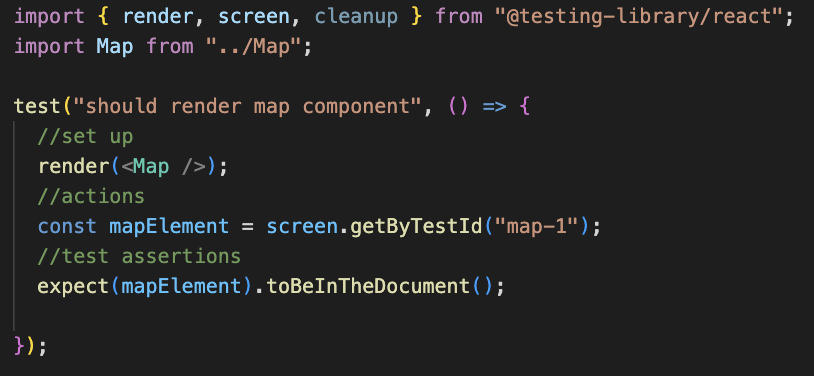 import { render, screen, cleanup } from "@testing-library/react";
import Map from "../Map";
test("should render map component", () => {
//set up
render(<Map />);
//actions
const mapElement = screen.getByTestId("map-1");
//test assertions
expect(mapElement).toBeInTheDocument();
});